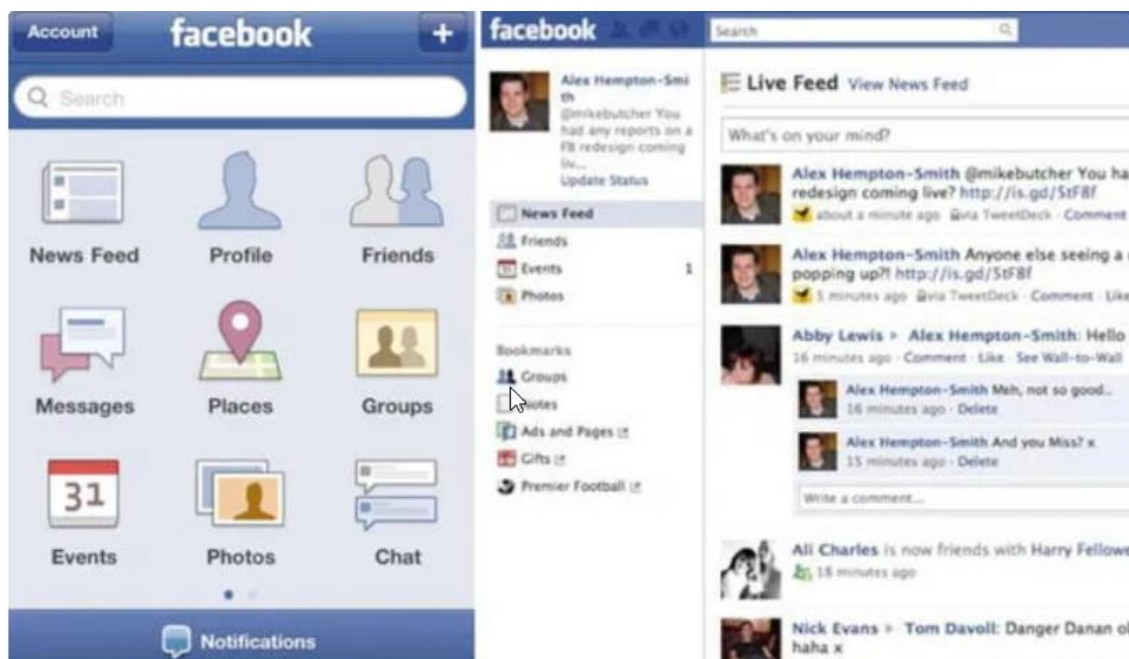 Account
facebook
+
Search
News Feed
Profile
Friends
Messages
Places
Groups
31
Events
Photos
Chat
Notifications
facebook
Search
Alex Hempton-Smi
th
@mikebutcher You
had any reports on a
FB redesign coming
liv...
Update Status
News Feed
Friends
Events 1
Photos
Bookmarks
Groups
Ads and Pages
Gifts
Premier Football
Live Feed View News Feed
What's on your mind?
Alex Hempton-Smith @mikebutcher You ha
redesign coming live? http://is.gd/5tF8f
about a minute ago via TweetDeck · Comment
Alex Hempton-Smith Anyone else seeing a
popping up?! http://is.gd/5tF8f
5 minutes ago via TweetDeck · Comment · Like
Abby Lewis ▸ Alex Hempton-Smith: Hello
16 minutes ago · Comment · Like · See Wall-to-Wall
Alex Hempton-Smith Meh, not so good...
16 minutes ago · Delete
Alex Hempton-Smith And you Miss? x
15 minutes ago · Delete
Write a comment...
Ali Charles is now friends with Harry Fellowe
18 minutes ago
Nick Evans ▸ Tom Davoll: Danger Danan ol
haha x